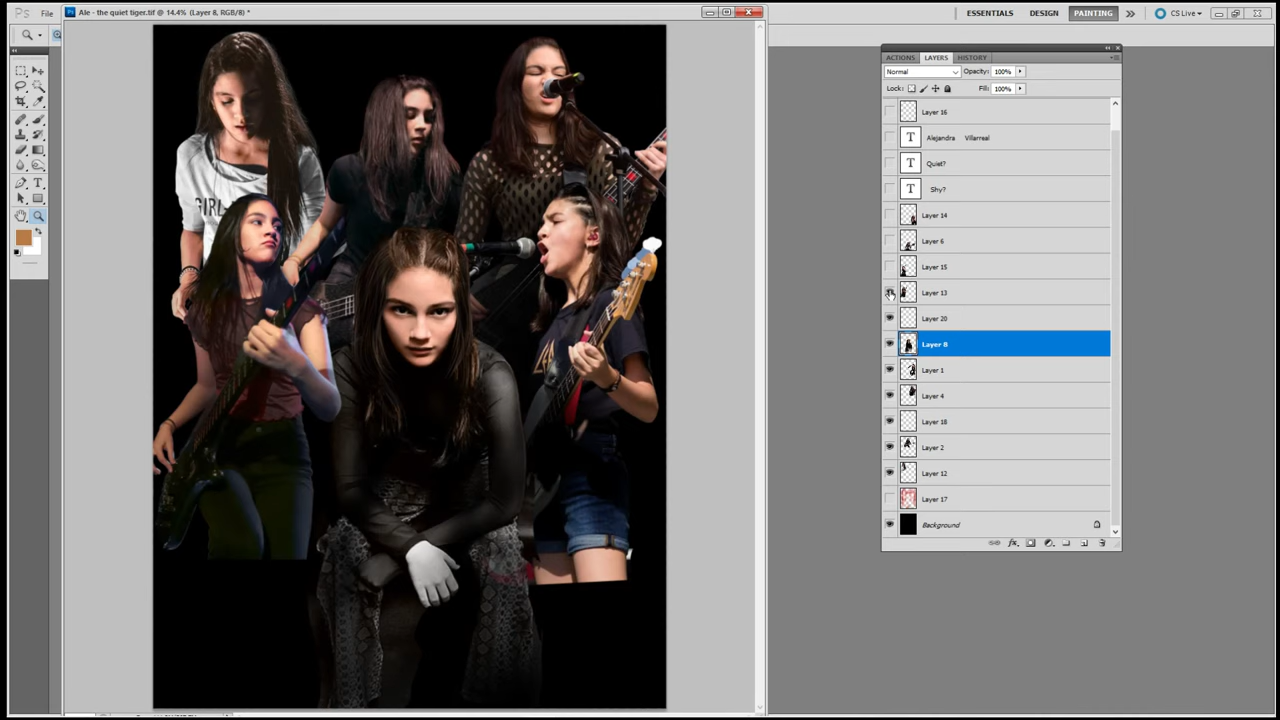 Ps File
Ale - the quiet tiger.tif @ 14.4% (Layer 8, RGB/8) *
ESSENTIALS DESIGN PAINTING CS Live
ACTIONS LAYERS HISTORY
Normal Opacity: 100%
Lock: Fill: 100%
Layer 16
T Alejandra Villarreal
T Quiet?
T Shy?
Layer 14
Layer 6
Layer 15
Layer 13
Layer 20
Layer 8
Layer 1
Layer 4
Layer 18
Layer 2
Layer 12
Layer 17
Background
fx
GIRL